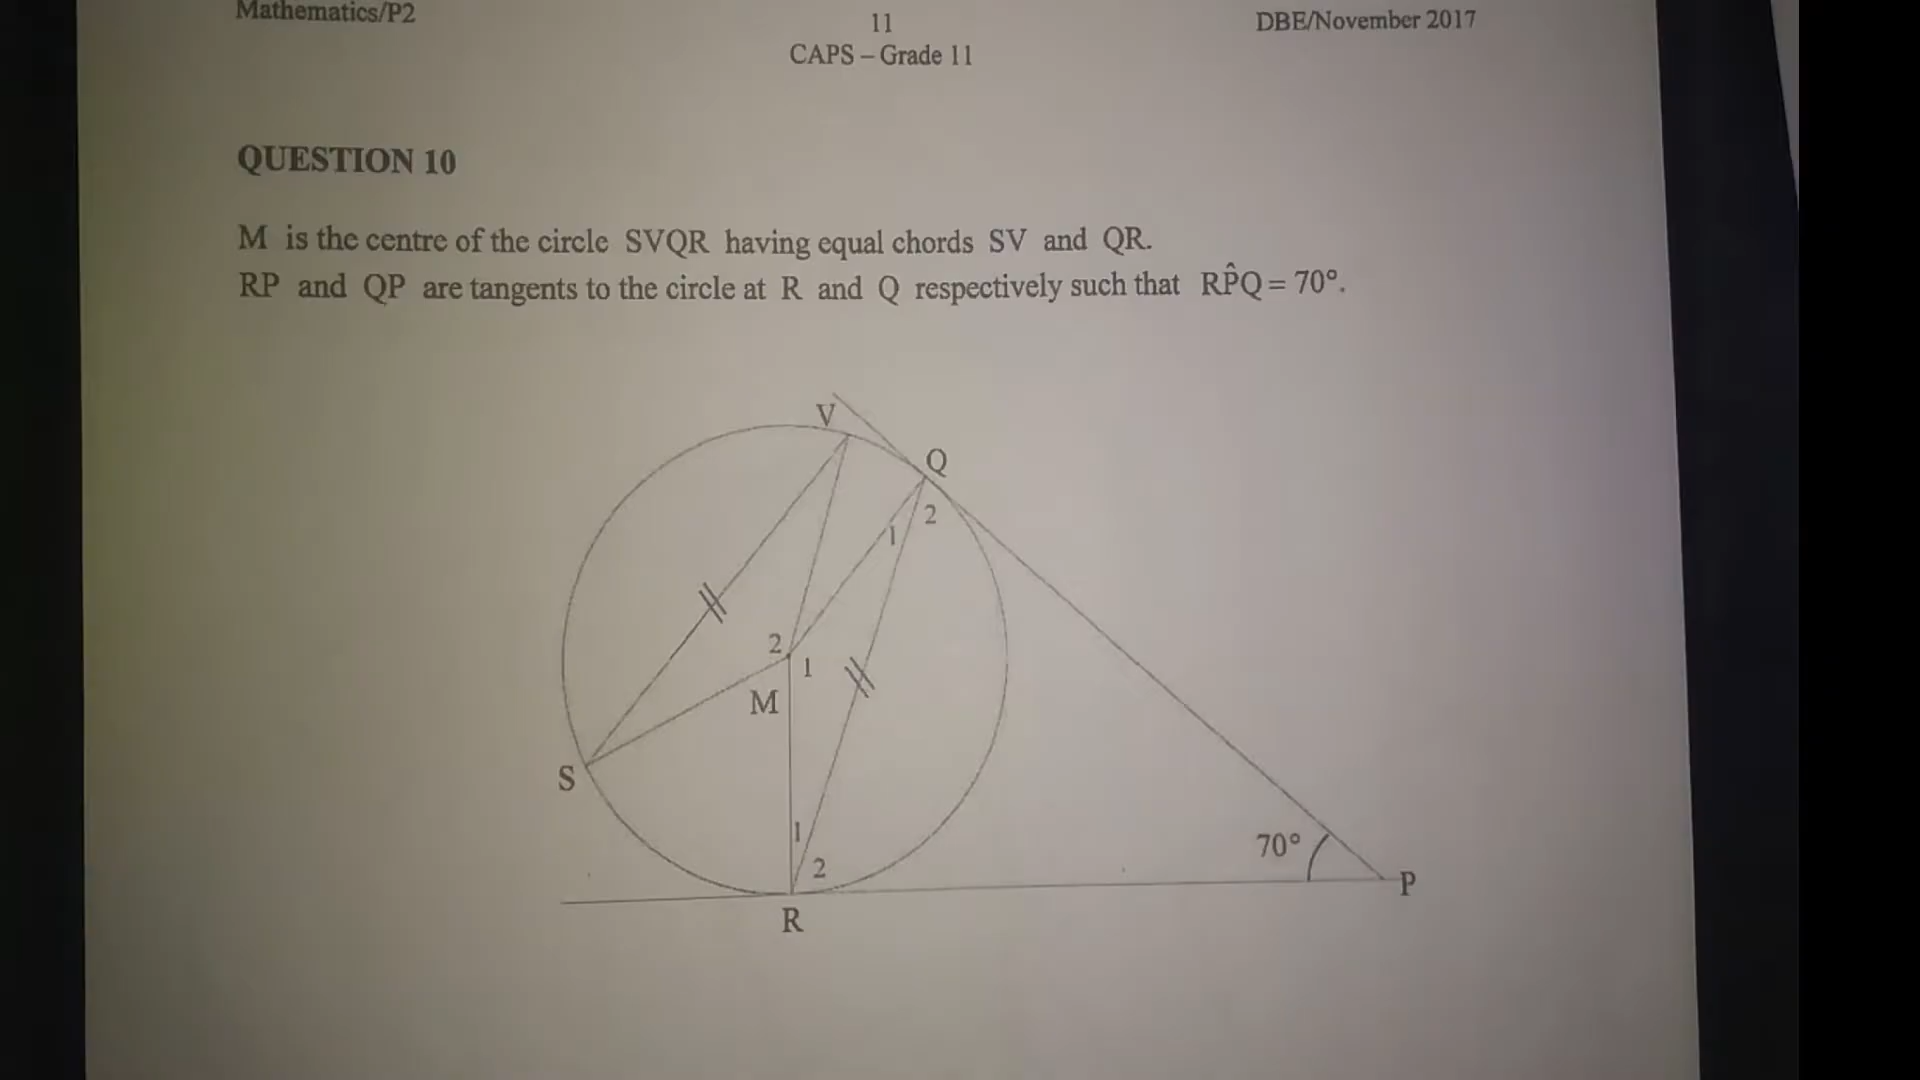 Mathematics/P2
11
DBE/November 2017
CAPS – Grade 11
QUESTION 10
M is the centre of the circle SVQR having equal chords SV and QR.
RP and QP are tangents to the circle at R and Q respectively such that RP̂Q = 70°.
V
Q
2
1
2
1
M
S
1
2
70°
P
R